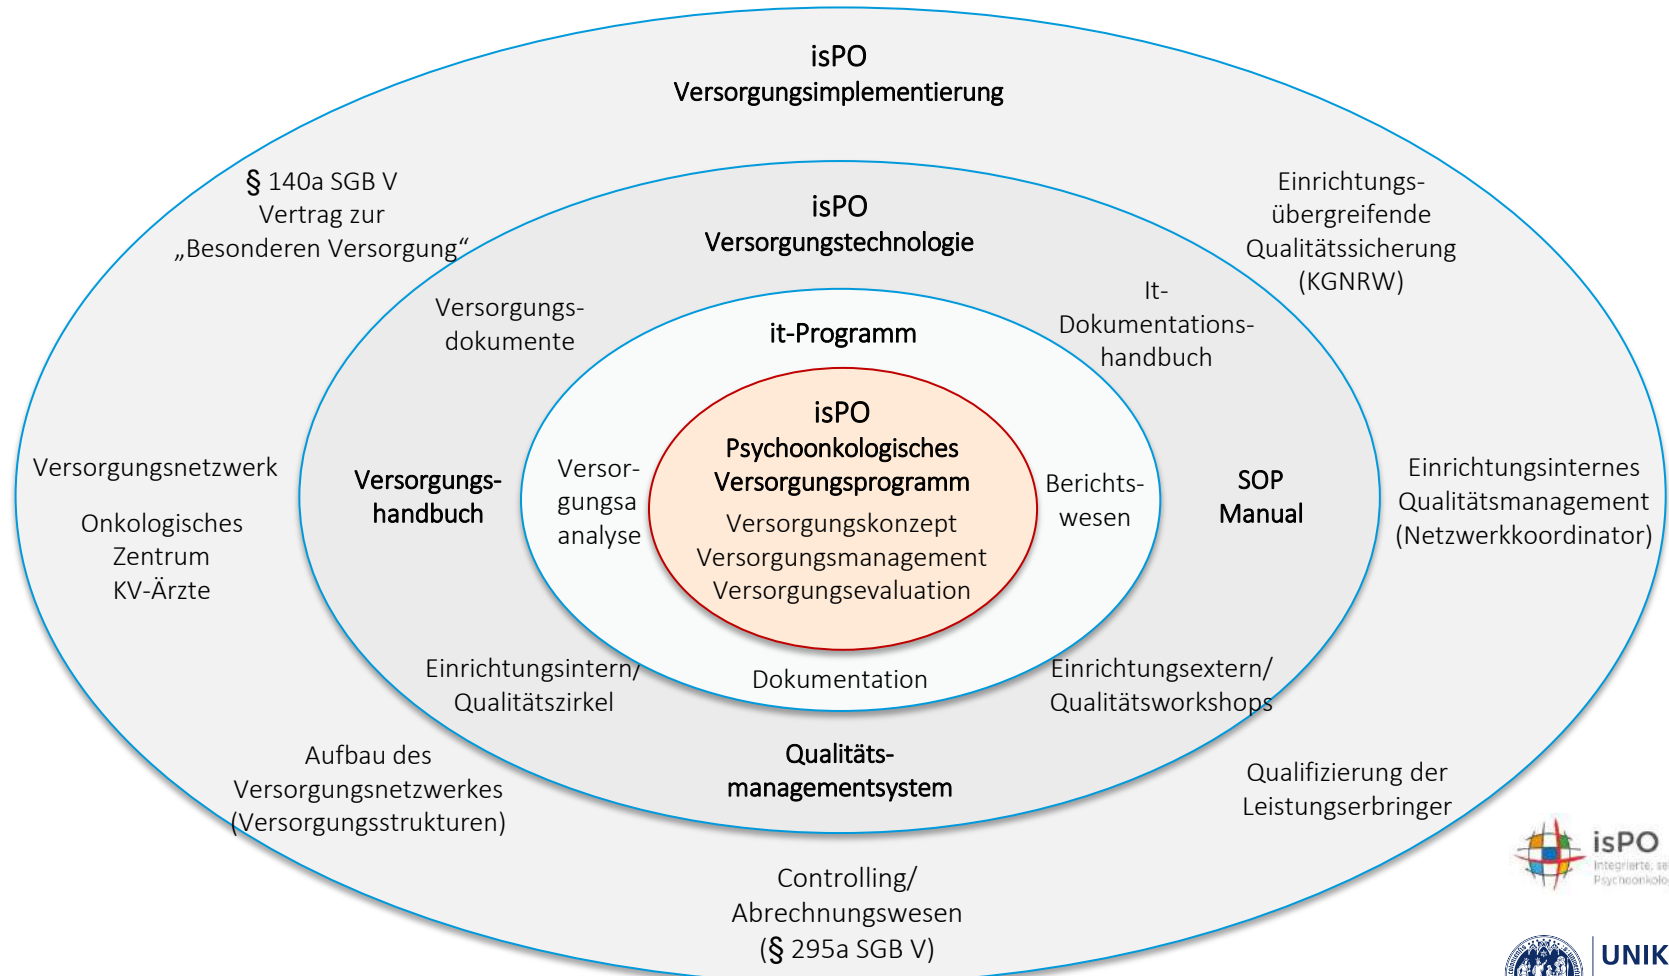 isPO
Versorgungsimplementierung
§ 140a SGB V
Vertrag zur
„Besonderen Versorgung“
Einrichtungs-
übergreifende
Qualitätssicherung
(KGNRW)
isPO
Versorgungstechnologie
Versorgungs-
dokumente
It-
Dokumentations-
handbuch
it-Programm
isPO
Psychoonkologisches
Versorgungsprogramm
Versorgungskonzept
Versorgungsmanagement
Versorgungsevaluation
Versor-
gungsa
analyse
Berichts-
wesen
Versorgungsnetzwerk
Onkologisches
Zentrum
KV-Ärzte
Versorgungs-
handbuch
SOP
Manual
Einrichtungsinternes
Qualitätsmanagement
(Netzwerkkoordinator)
Einrichtungsintern/
Qualitätszirkel
Dokumentation
Einrichtungsextern/
Qualitätsworkshops
Qualitäts-
managementsystem
Aufbau des
Versorgungsnetzwerkes
(Versorgungsstrukturen)
Qualifizierung der
Leistungserbringer
Controlling/
Abrechnungswesen
(§ 295a SGB V)
isPO
Integrierte, se
Psychoonkolo
UNIK